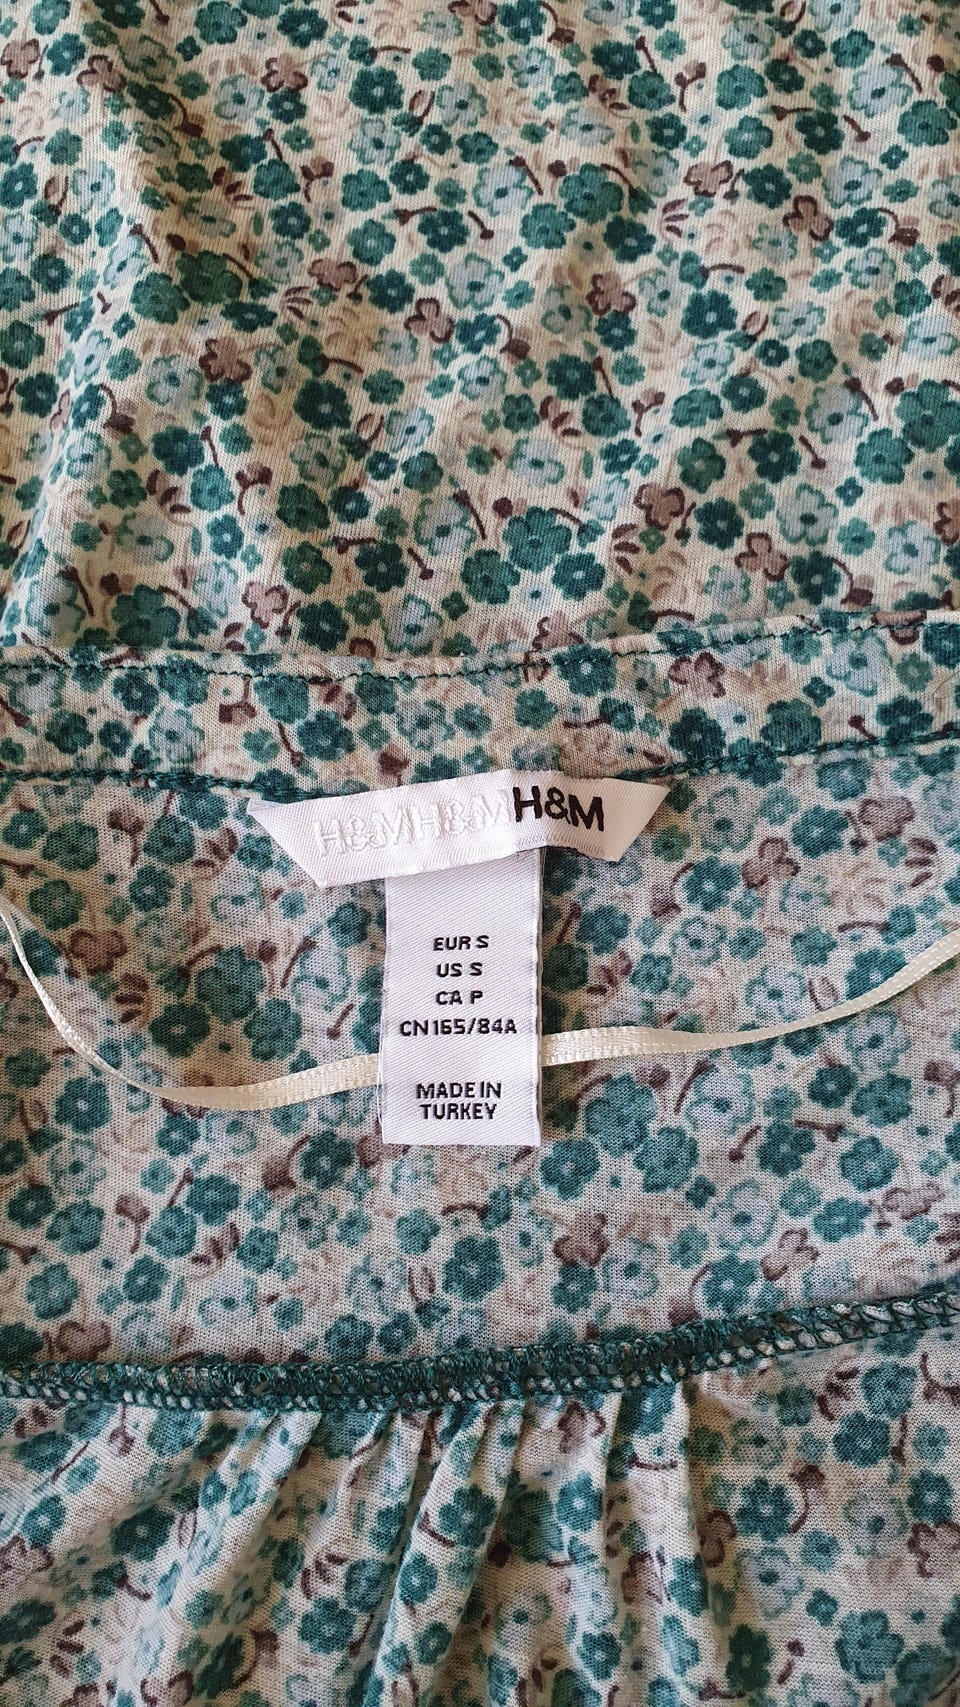 H&MH&MH&M
EUR S
US S
CA P
CN 165/84A
MADE IN
TURKEY